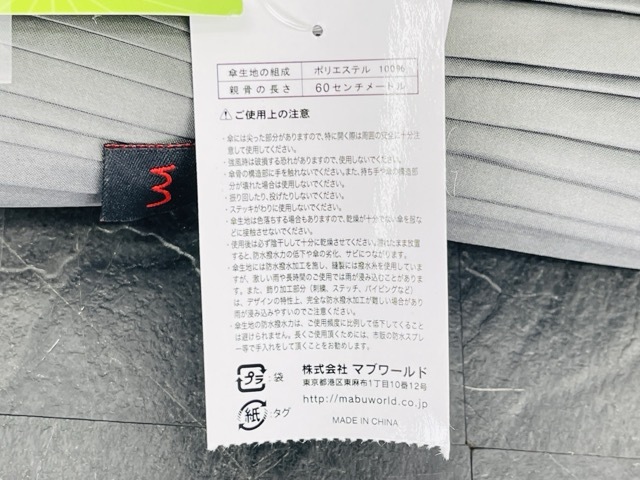 傘生地の組成 ポリエステル 100%
親骨の長さ 60センチメートル
ご使用上の注意
・傘には尖った部分がありますので、特に開く際は周囲の安全に十分注
意して使用してください。
・強風時は破損する恐れがありますので、使用しないでください。
・傘骨の構造部に手を触れないでください。また、持ち手や傘の構造部
分が壊れた場合は使用しないでください。
・振り回したり、投げたりしないでください。
・ステッキがわりに使用しないでください。
・傘生地は色落ちする場合もありますので、乾燥が十分でない傘を服など
に接触させないでください。
・使用後は必ず陰干しして十分に乾燥させてください。濡れたまま放置
すると、防水撥水力の低下や傘の劣化、サビにつながります。
・傘生地には防水撥水加工を施し、縫製には撥水糸を使用しています
が、激しい雨や長時間のご使用では雨が浸み込むことがあり
ます。また、飾り加工部分（刺繍、ステッチ、パイピングなど）
は、デザインの特性上、完全な防水撥水加工が難しい場合があり
雨が浸み込みやすいのでご注意ください。
・傘生地の防水撥水力は、ご使用頻度に比例して低下してくること
は避けられません。長くご使用頂くためには、市販の防水スプレ
ー等で手入れをして頂くことをお勧めします。
プラ :袋
紙 :タグ
株式会社 マブワールド
東京都港区東麻布1丁目10番12号
http://mabuworld.co.jp/
MADE IN CHINA